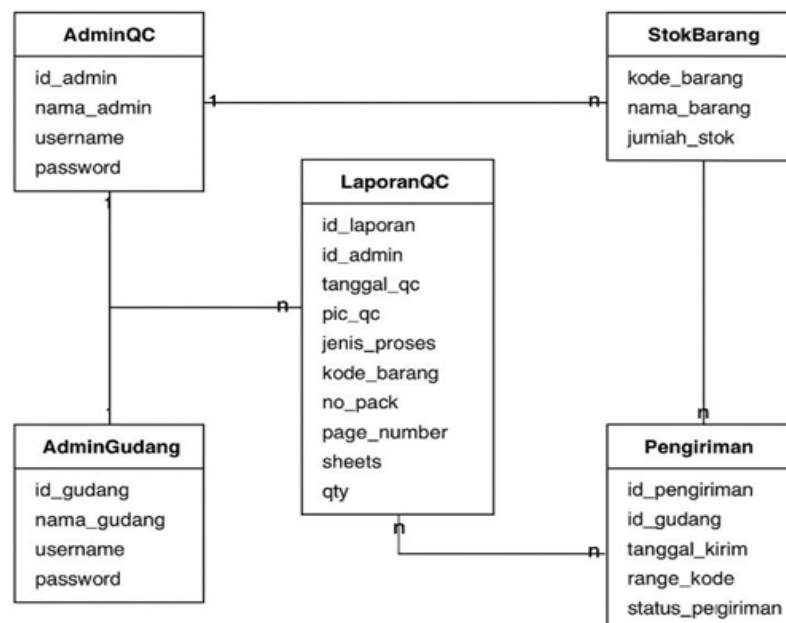 AdminQC
id_admin
nama_admin
username
password
1
n
StokBarang
kode_barang
nama_barang
jumiah_stok
LaporanQC
id_laporan
id_admin
tanggal_qc
pic_qc
jenis_proses
kode_barang
no_pack
page_number
sheets
qty
1
n
1
AdminGudang
id_gudang
nama_gudang
username
password
n
n
n
Pengiriman
id_pengiriman
id_gudang
tanggal_kirim
range_kode